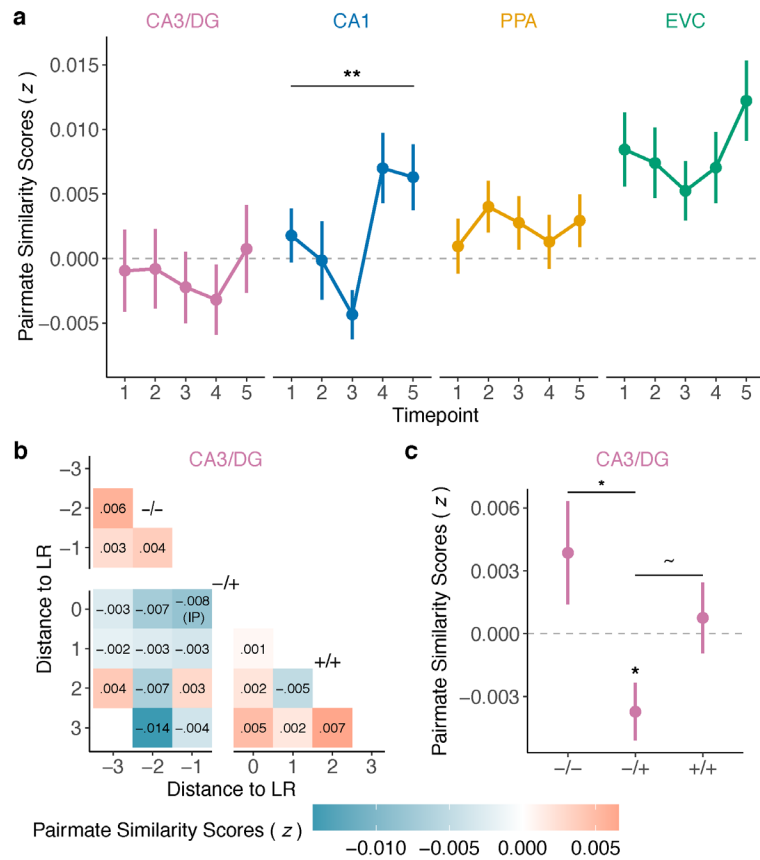 a
CA3/DG CA1 PPA EVC
Pairmate Similarity Scores ( z )
0.015
0.010
0.005
0.000
−0.005
**
1 2 3 4 5 1 2 3 4 5 1 2 3 4 5 1 2 3 4 5
Timepoint
b
CA3/DG
Distance to LR
−3
−2 .006 −/−
−1 .003 .004
−/+
0 −.003 −.007 −.008
(IP)
1 −.002 −.003 −.003 .001
+/+
2 .004 −.007 .003 .002 −.005
3 −.014 −.004 .005 .002 .007
−3 −2 −1 0 1 2 3
Distance to LR
c
CA3/DG
Pairmate Similarity Scores ( z )
0.006
0.003
0.000
−0.003
*
~
*
−/− −/+ +/+
Pairmate Similarity Scores ( z )
−0.010 −0.005 0.000 0.005